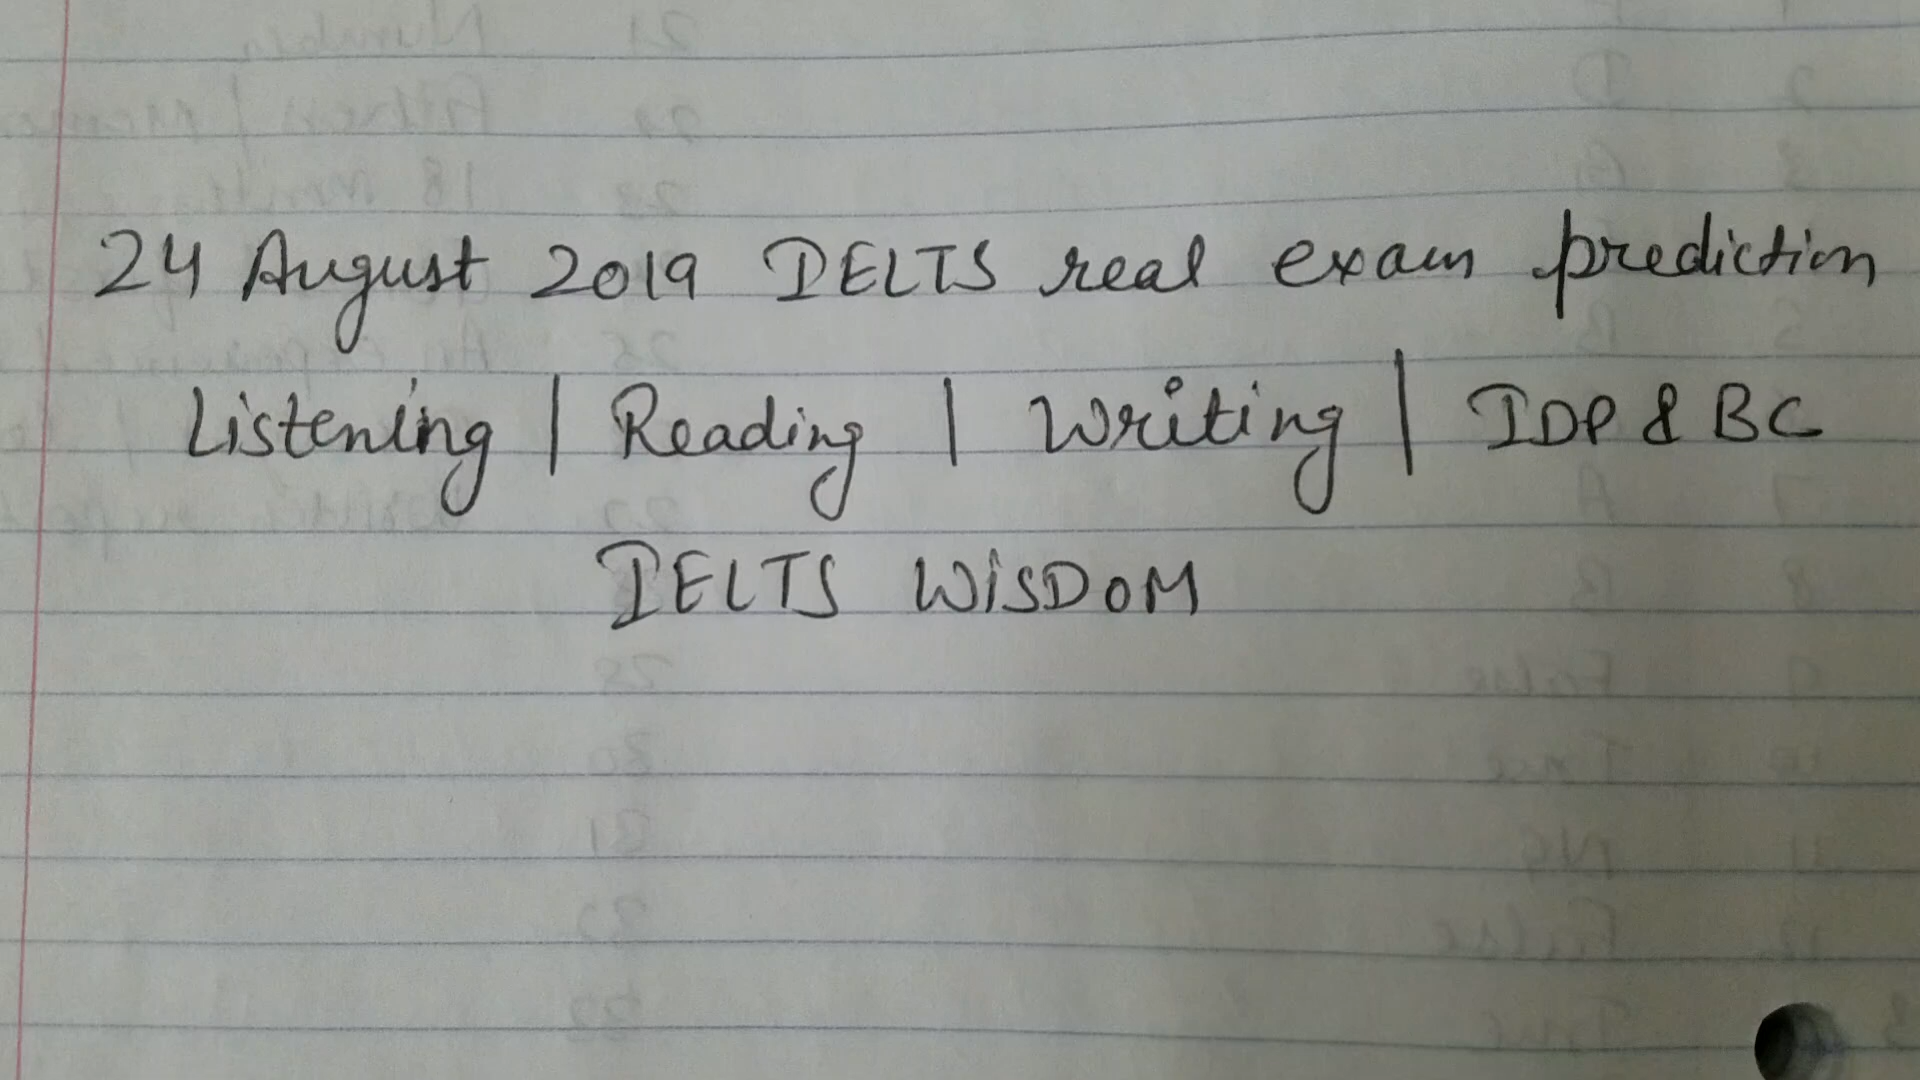 24 August 2019 IELTS real exam prediction
Listening | Reading | Writing | IDP & BC
IELTS WISDOM